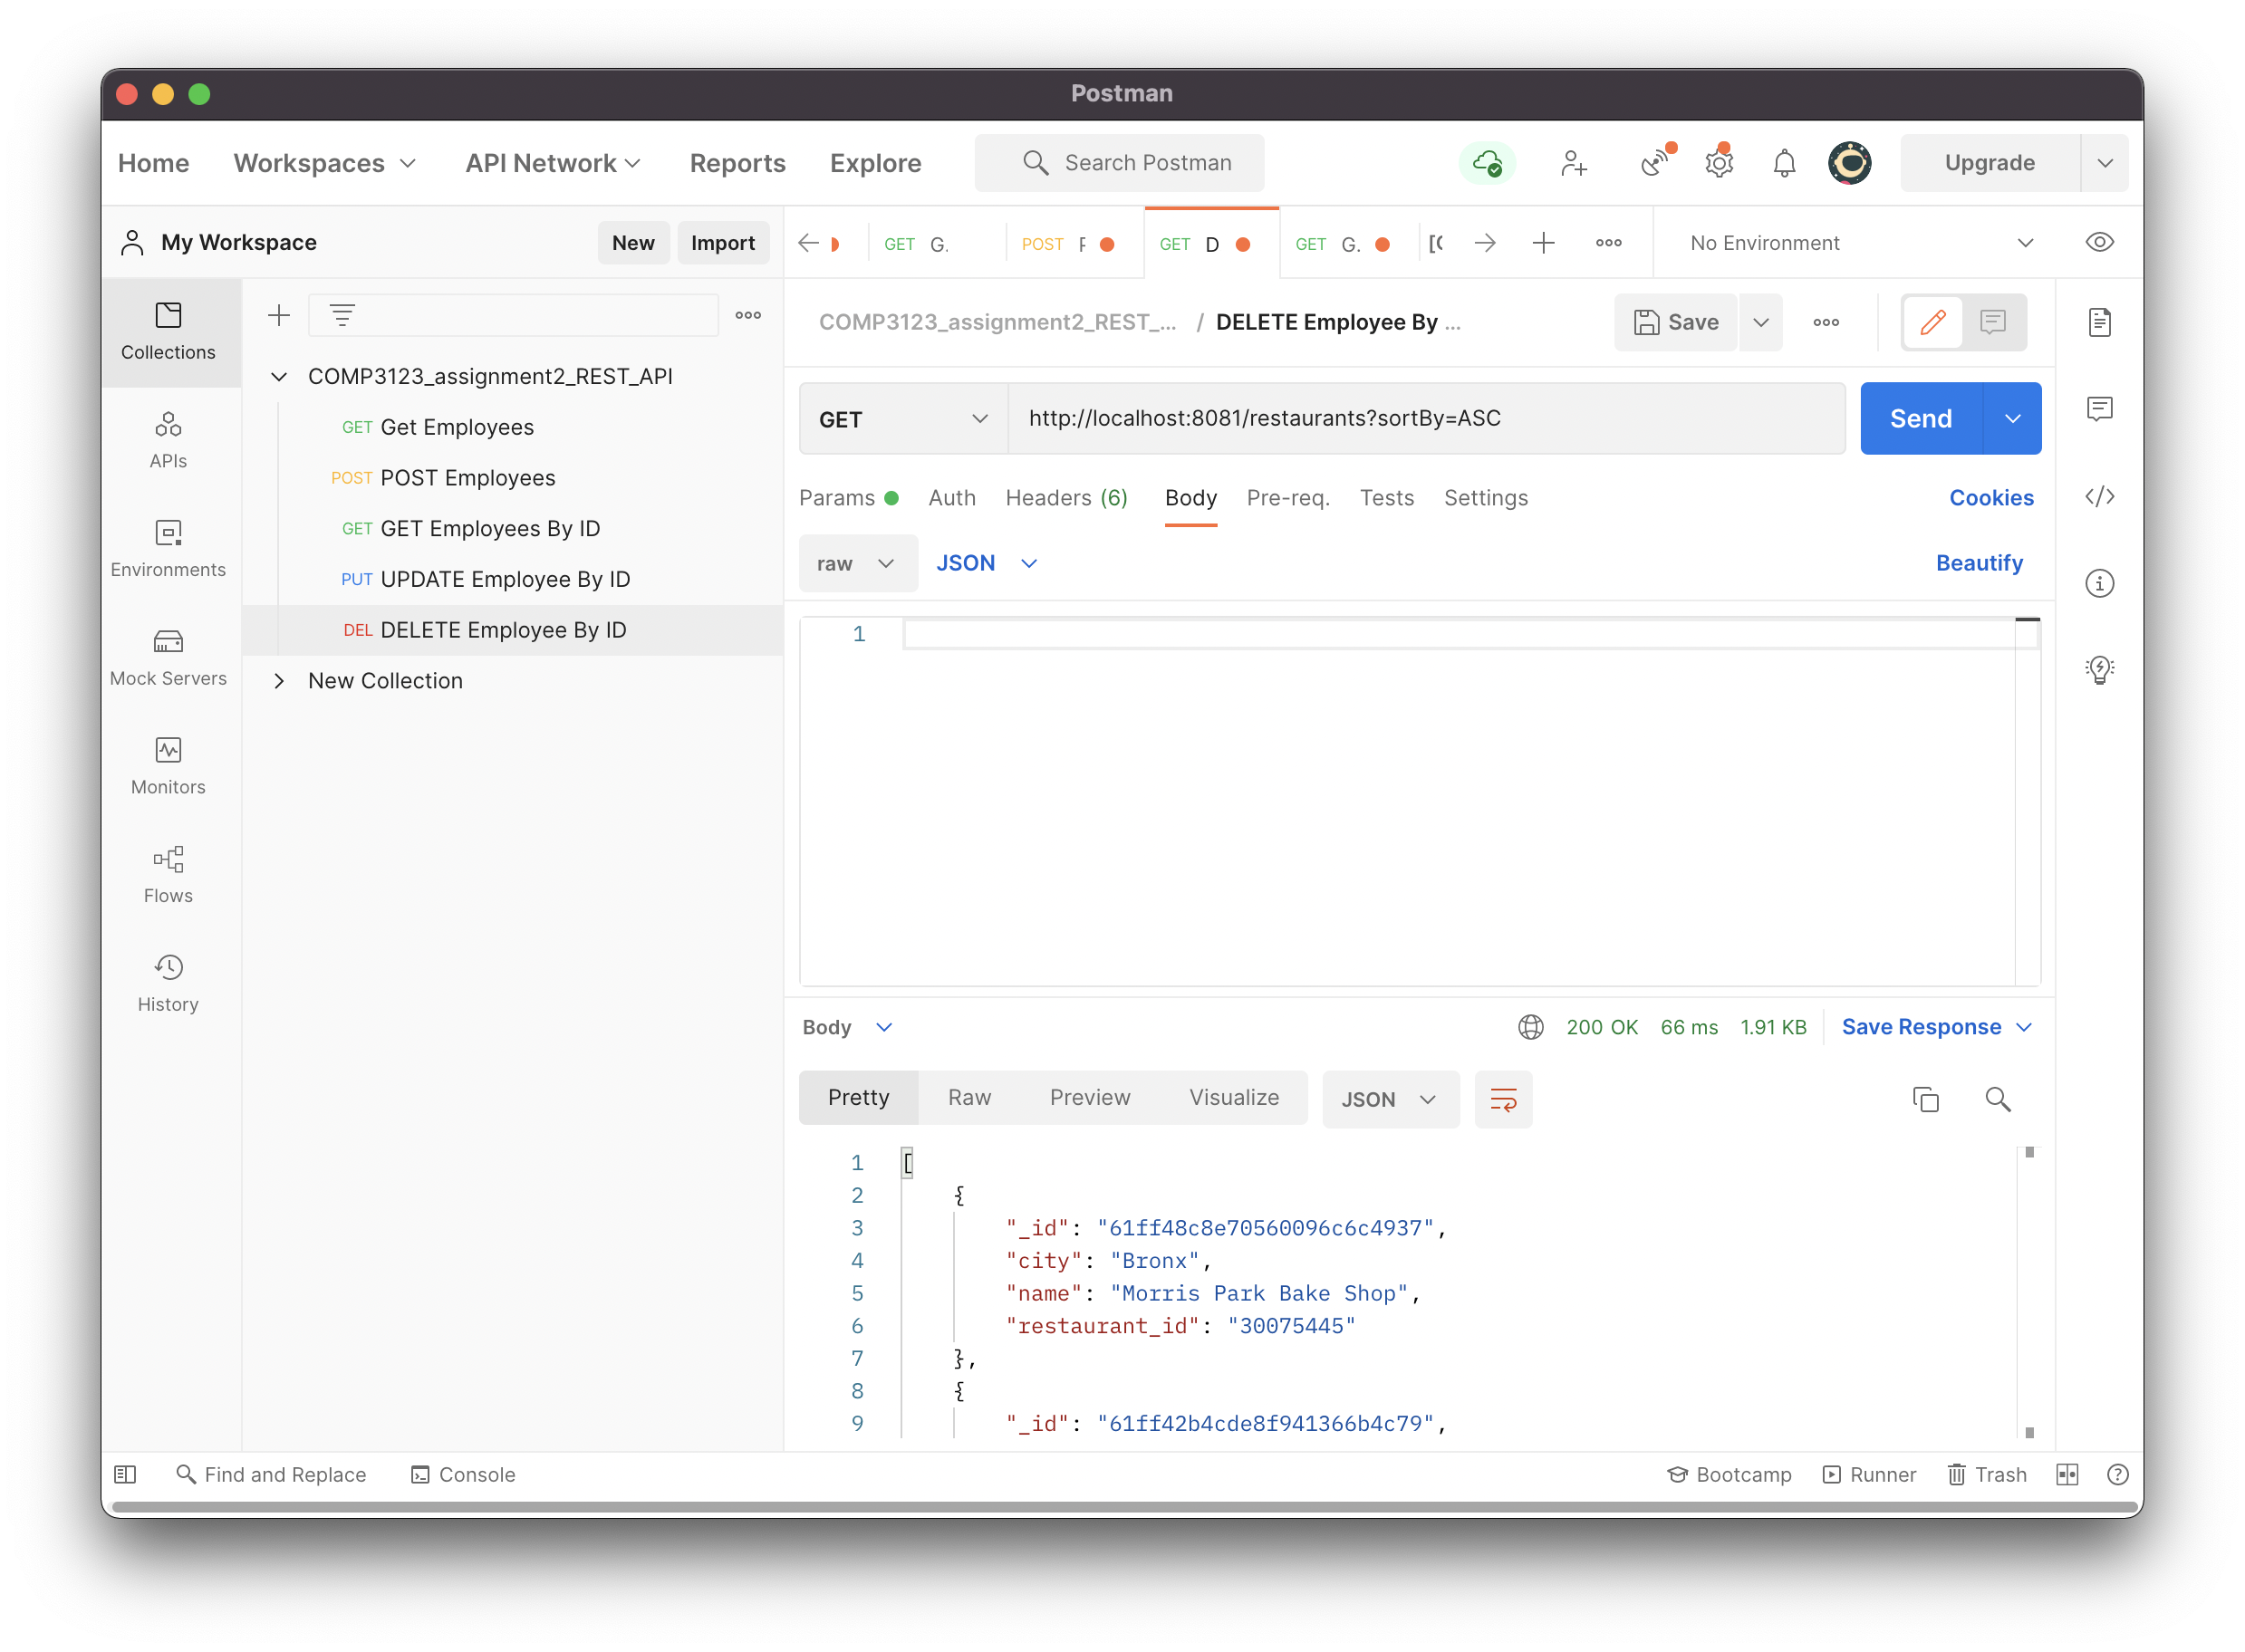 Postman
Home Workspaces API Network Reports Explore Search Postman Upgrade
My Workspace New Import
GET G. POST F GET D GET G. No Environment
Collections
APIs
Environments
Mock Servers
Monitors
Flows
History
COMP3123_assignment2_REST_API
GET Get Employees
POST POST Employees
GET GET Employees By ID
PUT UPDATE Employee By ID
DEL DELETE Employee By ID
New Collection
COMP3123_assignment2_REST_... / DELETE Employee By ... Save
GET http://localhost:8081/restaurants?sortBy=ASC Send
Params Auth Headers (6) Body Pre-req. Tests Settings Cookies
raw JSON Beautify
1
Body 200 OK 66 ms 1.91 KB Save Response
Pretty Raw Preview Visualize JSON
1 [
2 {
3 "_id": "61ff48c8e70560096c6c4937",
4 "city": "Bronx",
5 "name": "Morris Park Bake Shop",
6 "restaurant_id": "30075445"
7 },
8 {
9 "_id": "61ff42b4cde8f941366b4c79",
Find and Replace Console Bootcamp Runner Trash